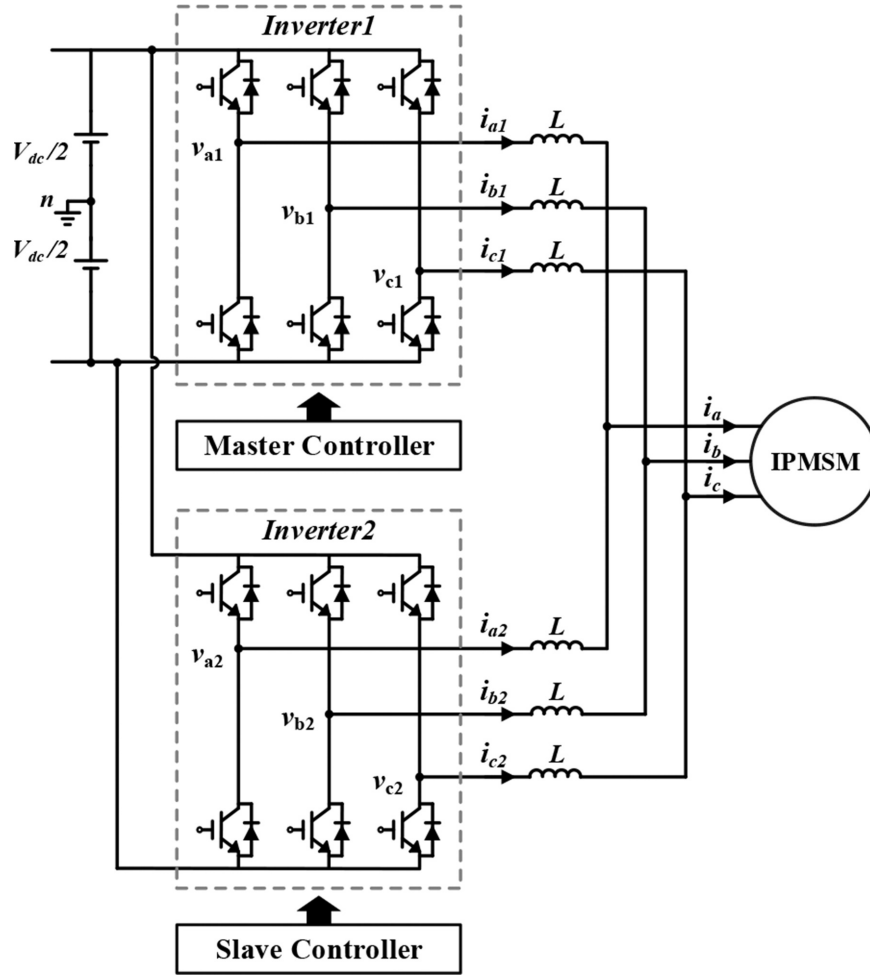 Inverter1
i_a1 L
V_dc/2
v_a1
n
i_b1 L
v_b1
V_dc/2
i_c1 L
v_c1
i_a
Master Controller
i_b
IPMSM
i_c
Inverter2
i_a2 L
v_a2
i_b2 L
v_b2
i_c2 L
v_c2
Slave Controller